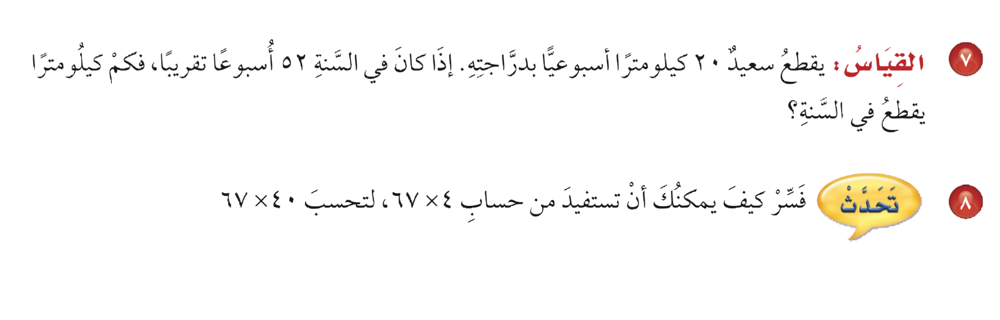 ٧ القِيَاسُ: يقطعُ سعيدٌ ٢٠ كيلومترًا أسبوعيًّا بدرَّاجتِهِ. إذَا كانَ في السَّنةِ ٥٢ أُسبوعًا تقريبًا، فكمْ كيلُومترًا
يقطعُ في السَّنةِ؟
٨ تَحَدَّثْ فَسِّرْ كيفَ يمكنُكَ أنْ تستفيدَ من حسابِ ٤ × ٦٧، لتحسبَ ٤٠ × ٦٧